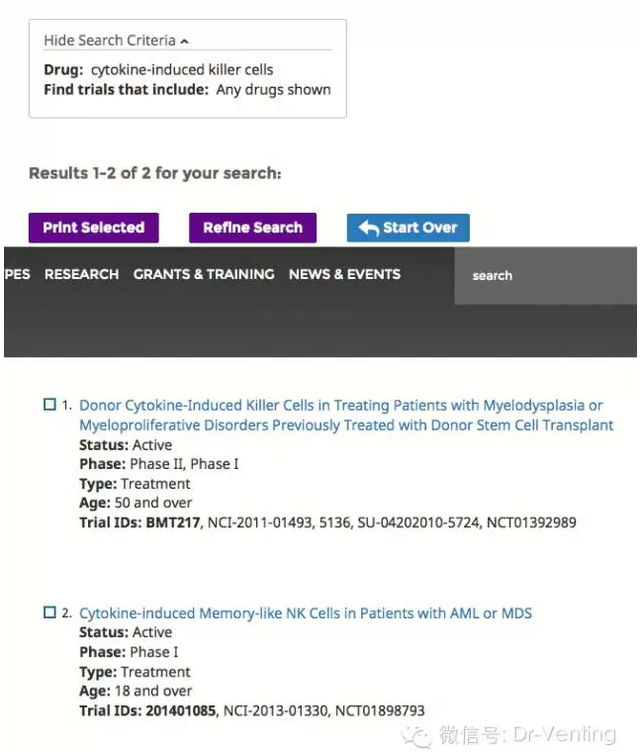 Hide Search Criteria
Drug: cytokine-induced killer cells
Find trials that include: Any drugs shown
Results 1-2 of 2 for your search:
Print Selected Refine Search Start Over
PES RESEARCH GRANTS & TRAINING NEWS & EVENTS search
1. Donor Cytokine-Induced Killer Cells in Treating Patients with Myelodysplasia or
Myeloproliferative Disorders Previously Treated with Donor Stem Cell Transplant
Status: Active
Phase: Phase II, Phase I
Type: Treatment
Age: 50 and over
Trial IDs: BMT217, NCI-2011-01493, 5136, SU-04202010-5724, NCT01392989
2. Cytokine-induced Memory-like NK Cells in Patients with AML or MDS
Status: Active
Phase: Phase I
Type: Treatment
Age: 18 and over
Trial IDs: 201401085, NCI-2013-01330, NCT01898793
微信号: Dr-Venting